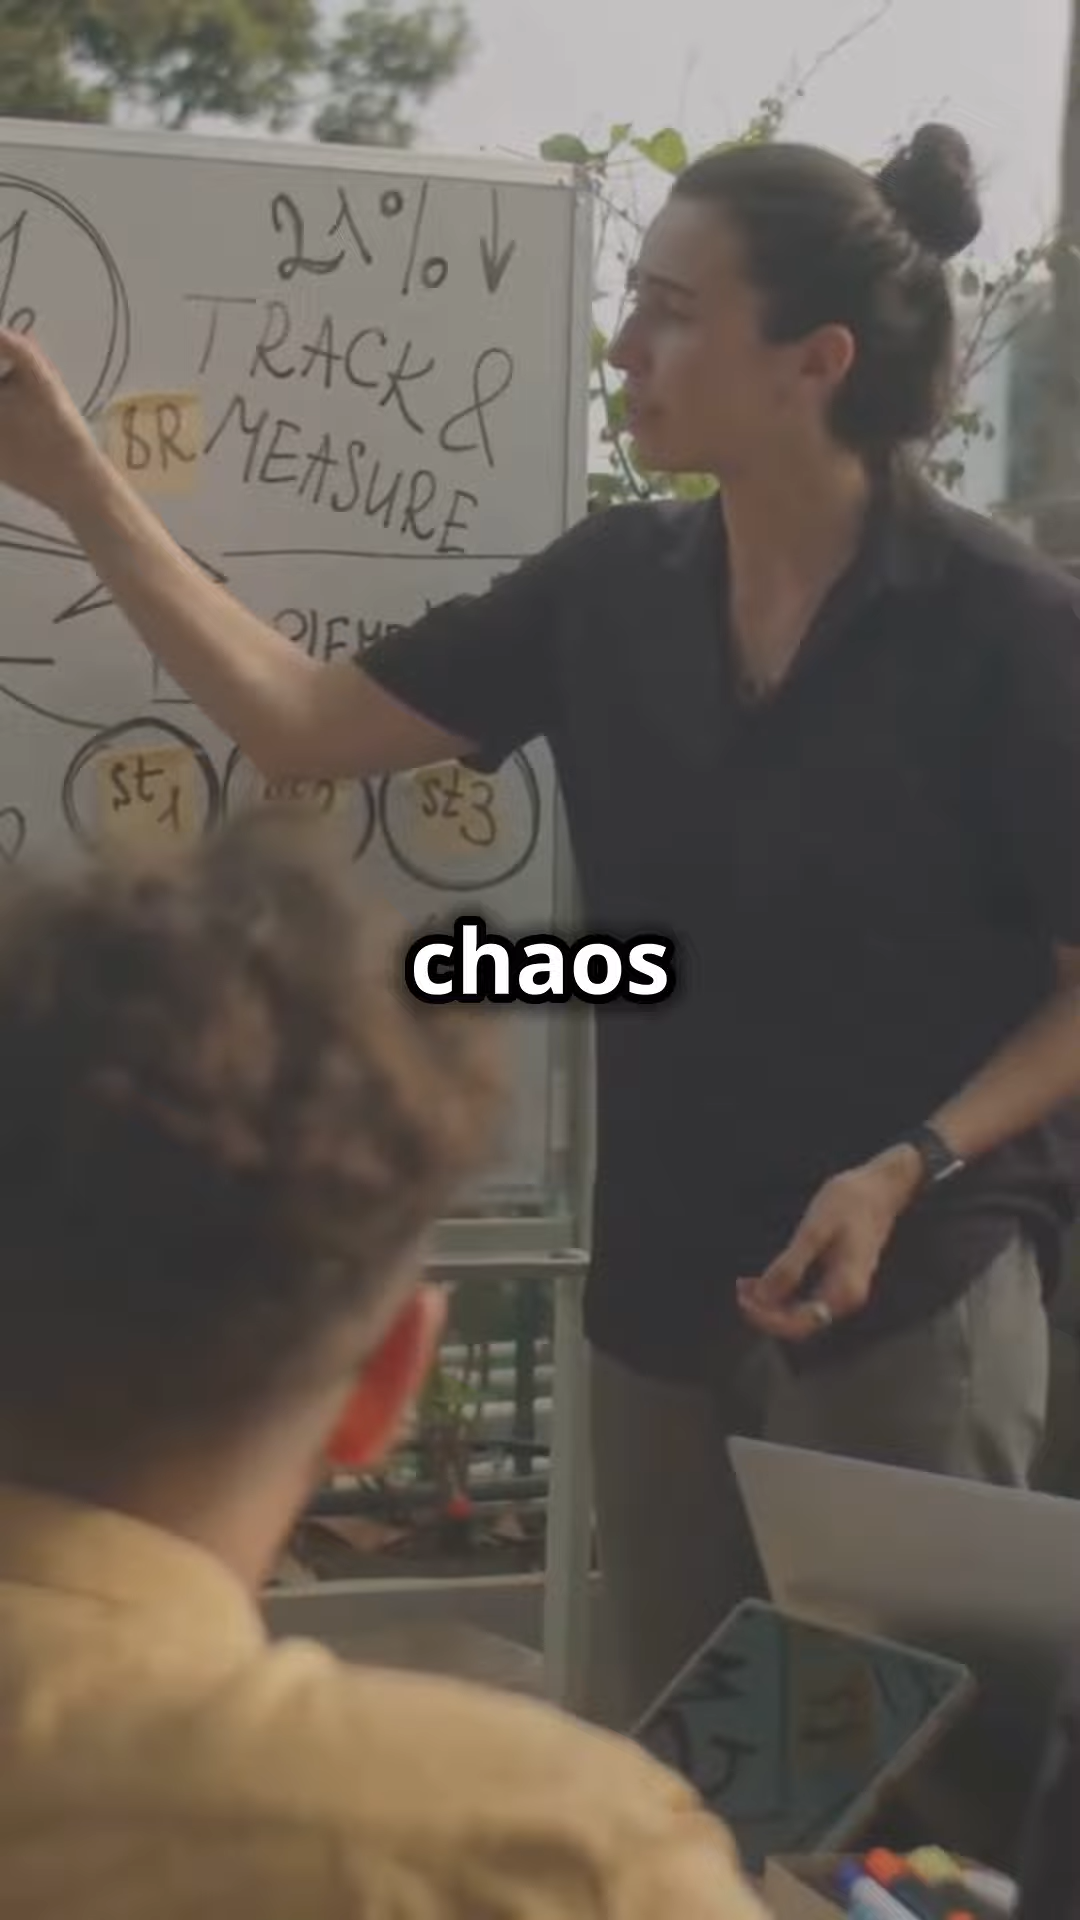 21% ↓
TRACK &
BR MEASURE
st1
st3
chaos